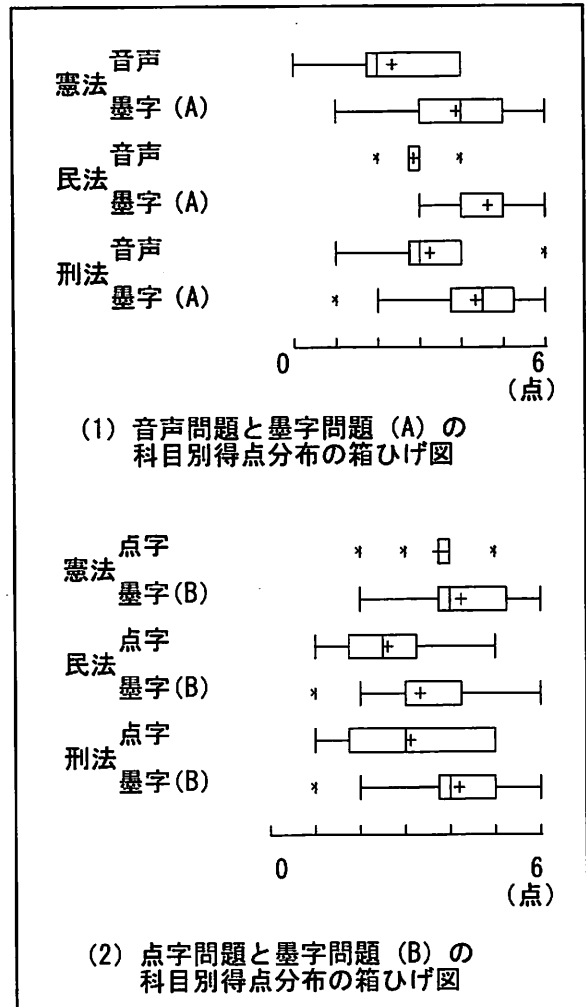 音声
憲法
墨字 (A)
音声
民法
墨字 (A)
音声
刑法
墨字 (A)
0 6
(点)
(1) 音声問題と墨字問題 (A) の
科目別得点分布の箱ひげ図
点字
憲法
墨字(B)
点字
民法
墨字(B)
点字
刑法
墨字(B)
0 6
(点)
(2) 点字問題と墨字問題 (B) の
科目別得点分布の箱ひげ図